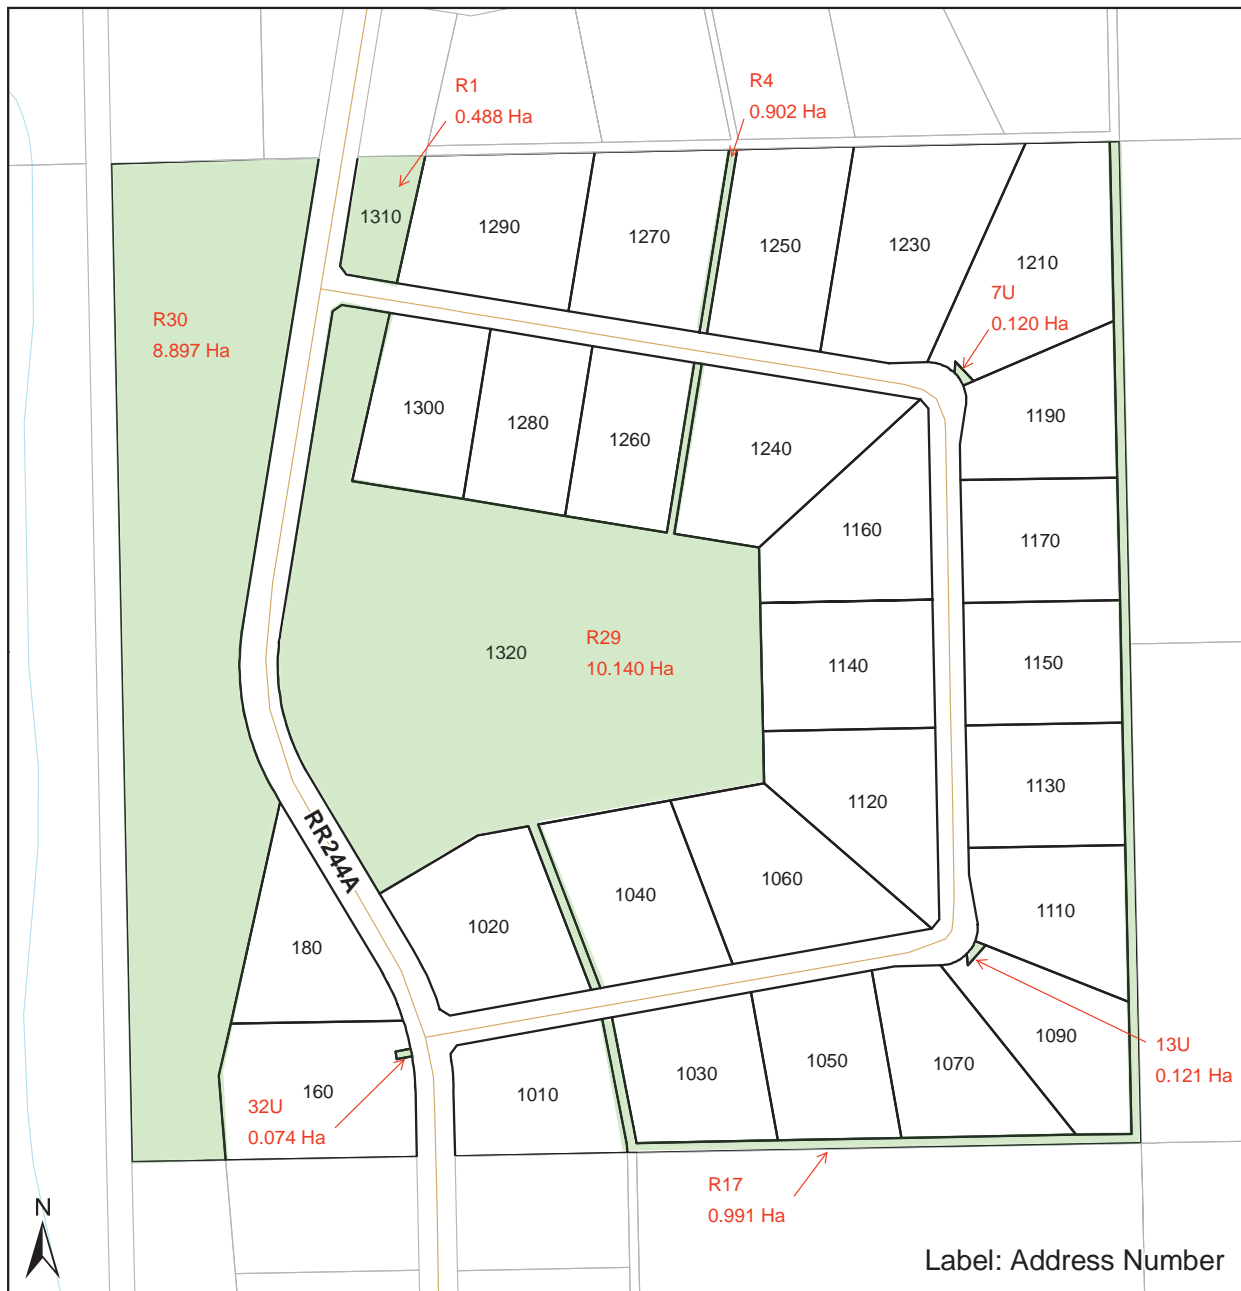 R1
0.488 Ha
R4
0.902 Ha
1310
1290
1270
1250
1230
1210
7U
0.120 Ha
R30
8.897 Ha
1300
1280
1260
1240
1190
1160
1170
1320
R29
10.140 Ha
1140
1150
1120
1130
RR244A
1040
1060
1020
1110
180
1090
13U
0.121 Ha
160
32U
0.074 Ha
1010
1030
1050
1070
R17
0.991 Ha
N
Label: Address Number